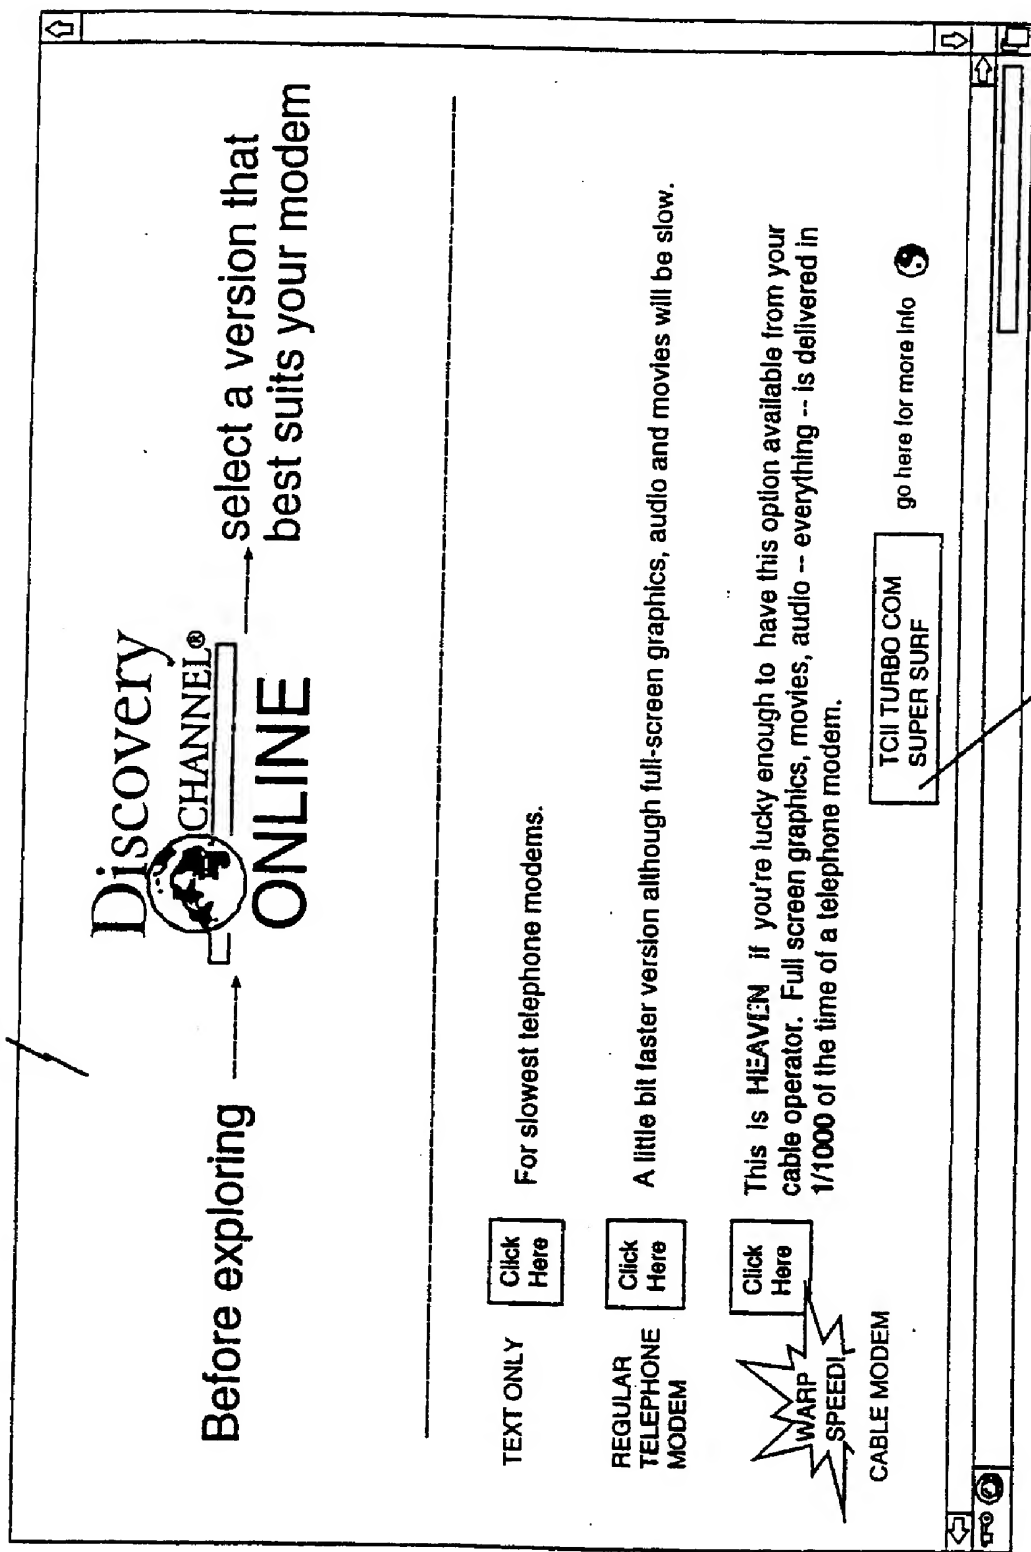 Before exploring
Discovery
CHANNEL®
ONLINE
select a version that
best suits your modem
TEXT ONLY
Click
Here
For slowest telephone modems.
REGULAR
TELEPHONE
MODEM
Click
Here
A little bit faster version although full-screen graphics, audio and movies will be slow.
WARP
SPEED!
CABLE MODEM
Click
Here
This is HEAVEN if you're lucky enough to have this option available from your
cable operator. Full screen graphics, movies, audio -- everything -- is delivered in
1/1000 of the time of a telephone modem.
TCII TURBO COM
SUPER SURF
go here for more info